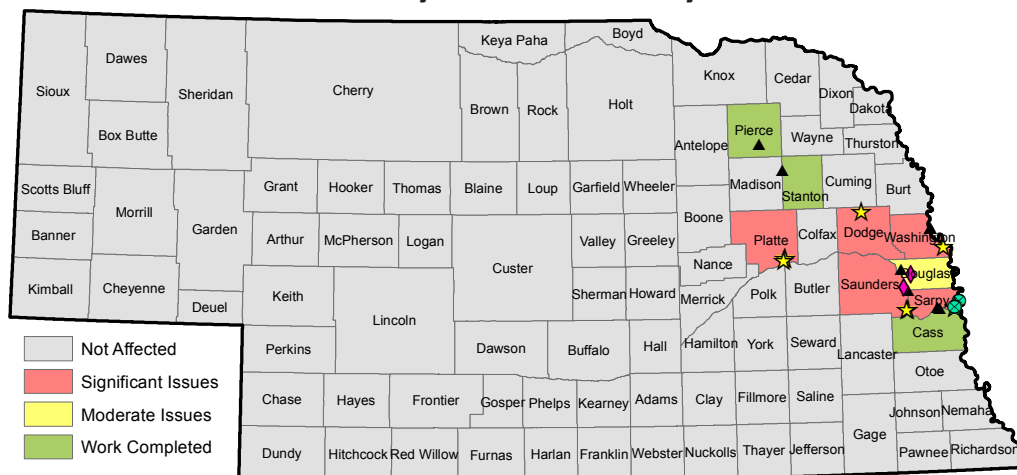 Keya Paha
Boyd
Dawes
Knox
Cedar
Sioux
Sheridan
Cherry
Dixon
Dakota
Brown
Rock
Holt
Box Butte
Pierce
Wayne
Antelope
Thurston
Scotts Bluff
Grant
Hooker
Thomas
Blaine
Loup
Garfield
Wheeler
Madison
Stanton
Cuming
Burt
Morrill
Garden
Boone
Banner
Arthur
McPherson
Logan
Valley
Greeley
Platte
Colfax
Dodge
Washington
Custer
Nance
Douglas
Kimball
Cheyenne
Saunders
Deuel
Keith
Sherman
Howard
Merrick
Polk
Butler
Sarpy
Lincoln
Cass
Not Affected
Perkins
Dawson
Buffalo
Hall
Hamilton
York
Seward
Lancaster
Otoe
Significant Issues
Chase
Hayes
Frontier
Gosper
Phelps
Kearney
Adams
Clay
Fillmore
Saline
Moderate Issues
Johnson
Nemaha
Gage
Work Completed
Dundy
Hitchcock
Red Willow
Furnas
Harlan
Franklin
Webster
Nuckolls
Thayer
Jefferson
Pawnee
Richardson